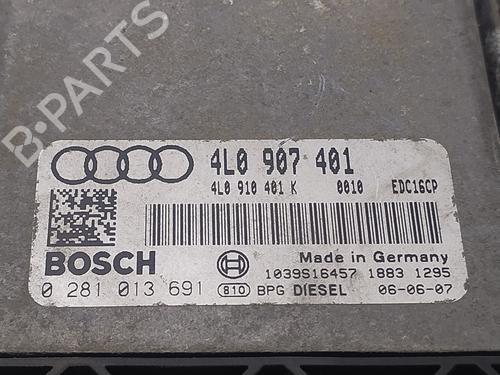 B-PARTS
4L0 907 401
4L0 910 401 K 0010 EDC16CP
BOSCH
Made in Germany
1039S16457 1883 1295
0 281 013 691 810 BPG DIESEL 06-06-07